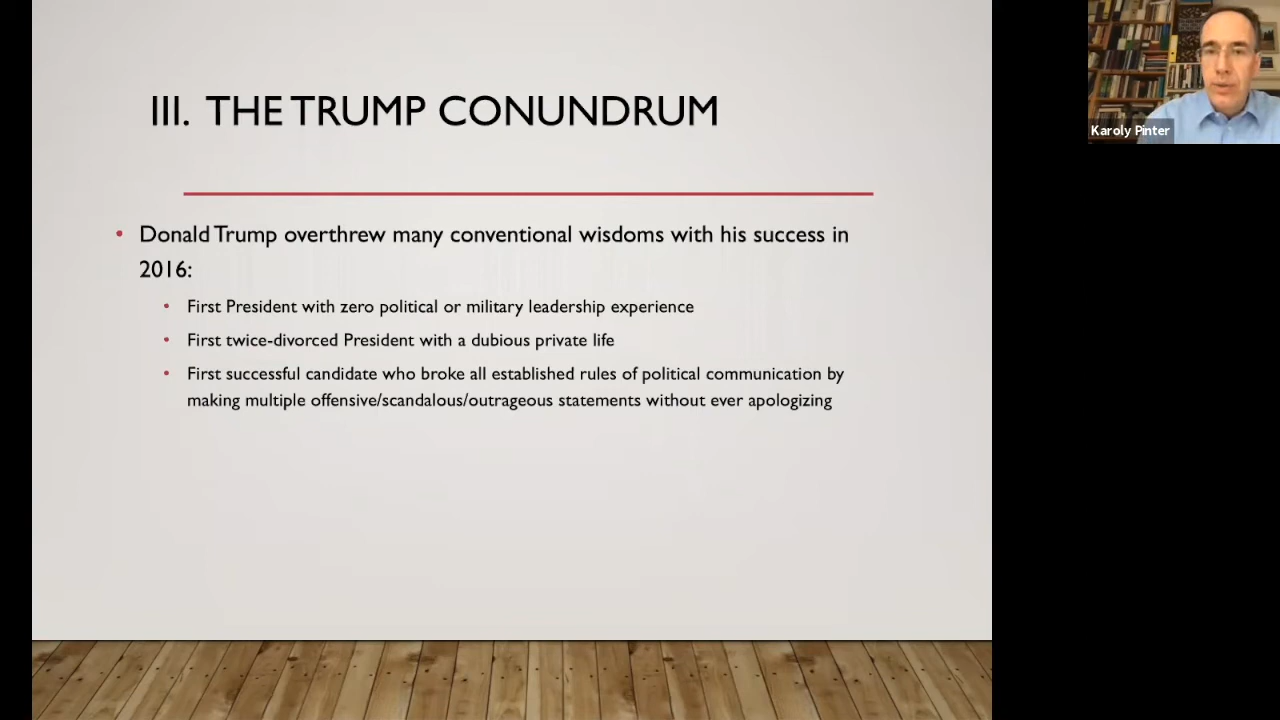 III. THE TRUMP CONUNDRUM
• Donald Trump overthrew many conventional wisdoms with his success in
2016:
• First President with zero political or military leadership experience
• First twice-divorced President with a dubious private life
• First successful candidate who broke all established rules of political communication by
making multiple offensive/scandalous/outrageous statements without ever apologizing
Karoly Pinter